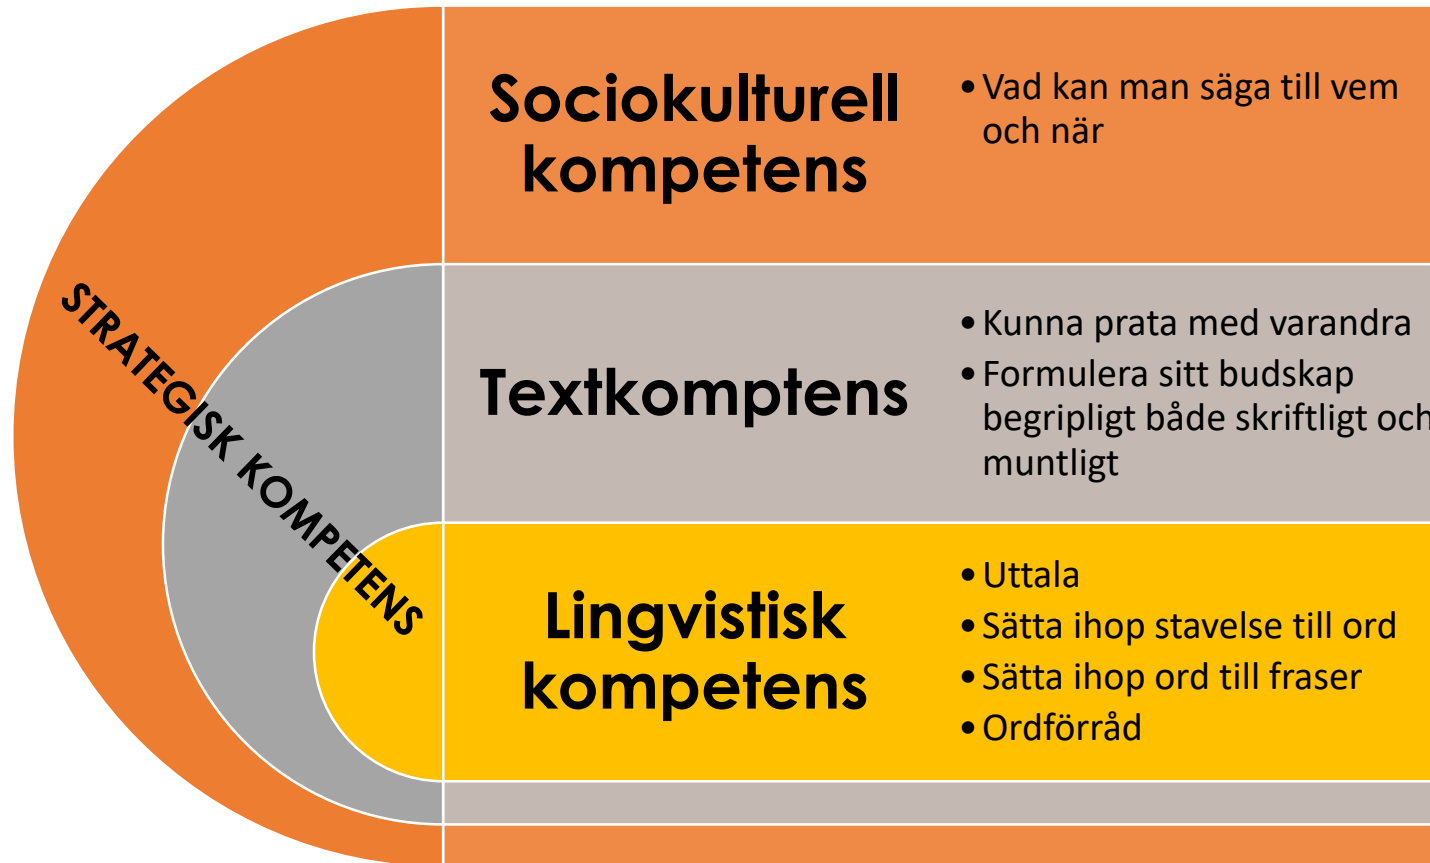 Sociokulturell
kompetens
• Vad kan man säga till vem
och när
STRATEGISK KOMPETENS
Textkomptens
• Kunna prata med varandra
• Formulera sitt budskap
begripligt både skriftligt och
muntligt
Lingvistisk
kompetens
• Uttala
• Sätta ihop stavelse till ord
• Sätta ihop ord till fraser
• Ordförråd